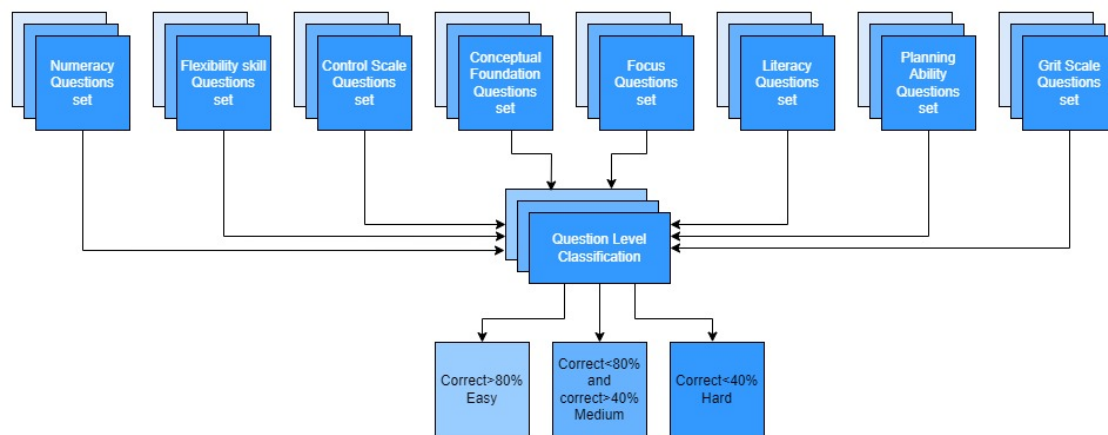 Numeracy
Questions
set
Flexibility skill
Questions
set
Control Scale
Questions
set
Conceptual
Foundation
Questions
set
Focus
Questions
set
Literacy
Questions
set
Planning
Ability
Questions
set
Grit Scale
Questions
set
Question Level
Classification
Correct>80%
Easy
Correct<80%
and
correct>40%
Medium
Correct<40%
Hard